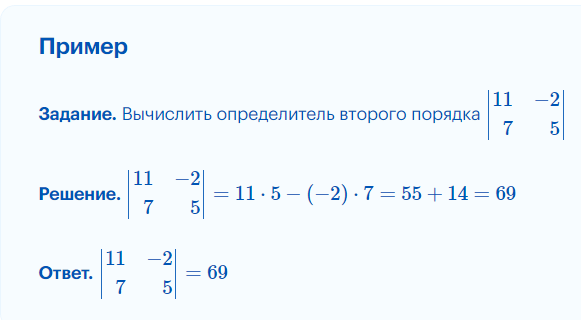 Пример
Задание. Вычислить определитель второго порядка |11 −2|
|7 5|
Решение. |11 −2| = 11 · 5 − (−2) · 7 = 55 + 14 = 69
|7 5|
Ответ. |11 −2| = 69
|7 5|